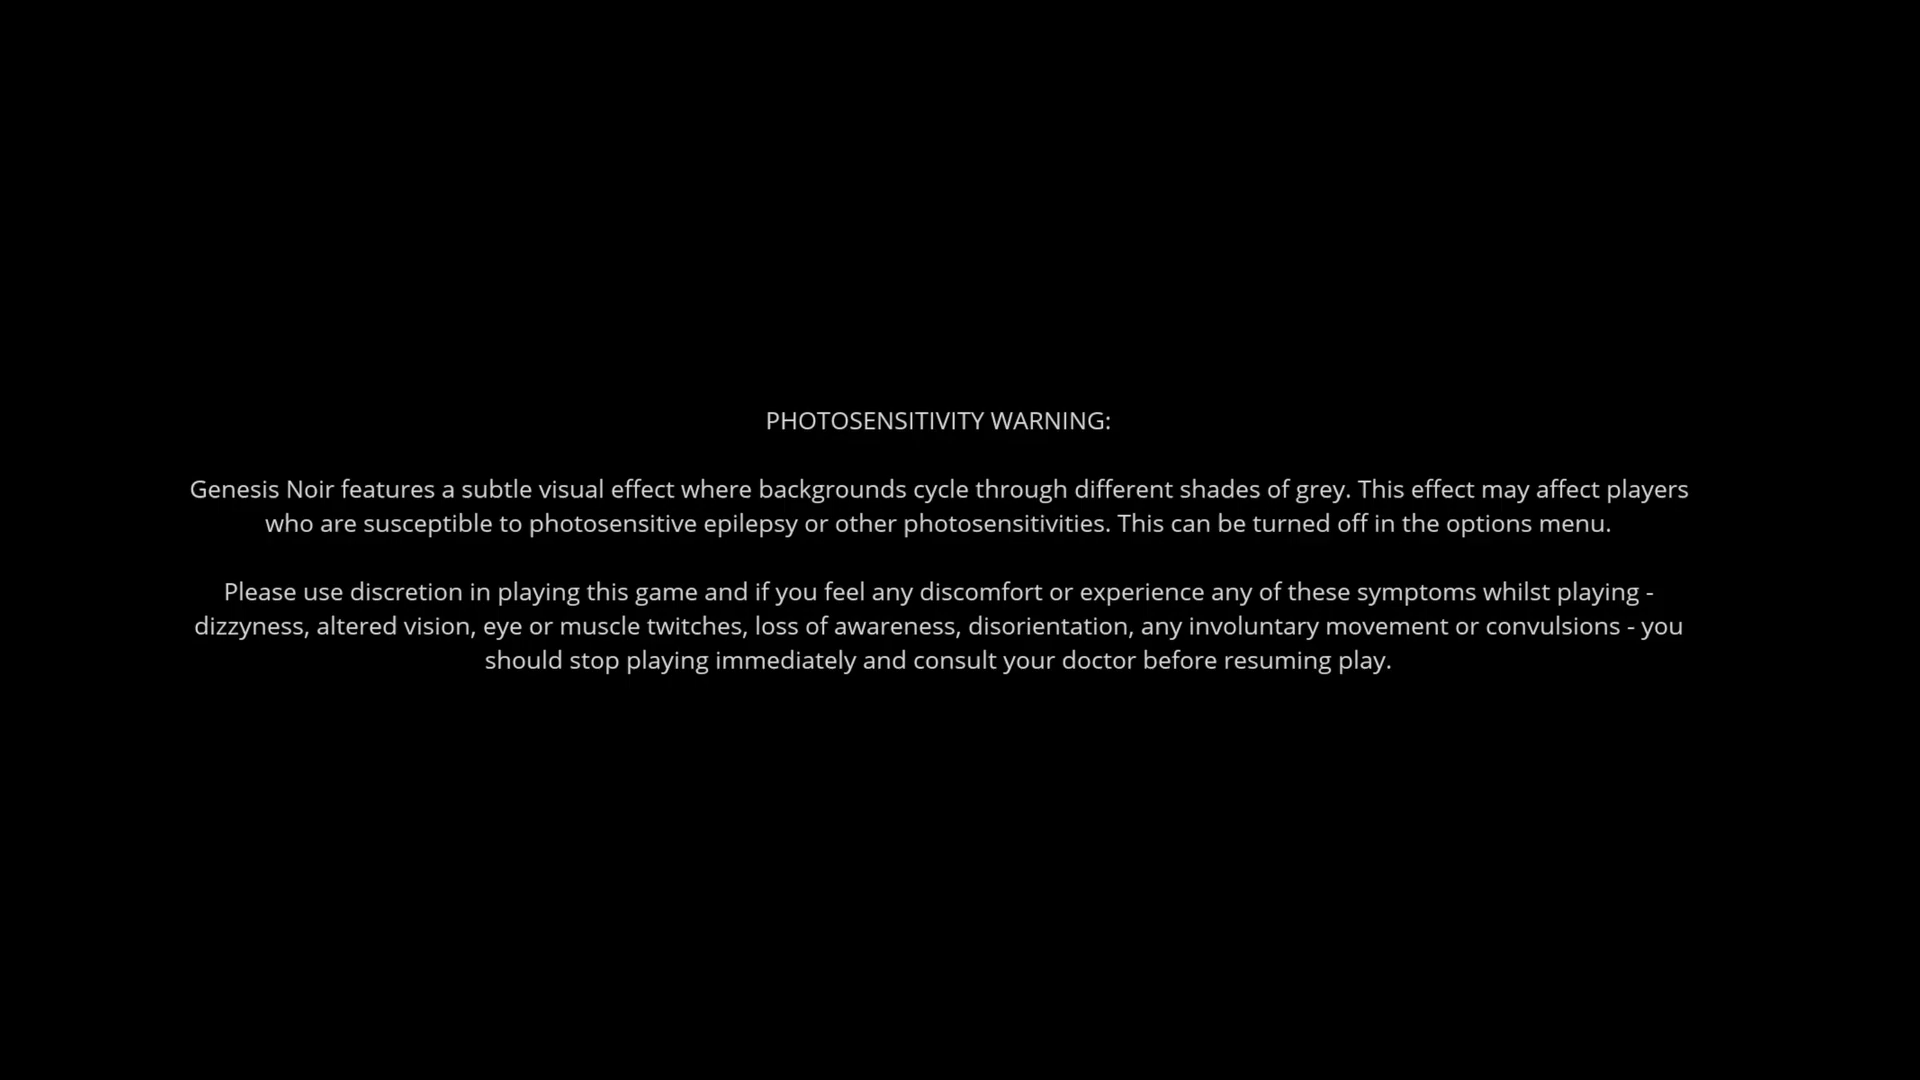 PHOTOSENSITIVITY WARNING:
Genesis Noir features a subtle visual effect where backgrounds cycle through different shades of grey. This effect may affect players
who are susceptible to photosensitive epilepsy or other photosensitivities. This can be turned off in the options menu.
Please use discretion in playing this game and if you feel any discomfort or experience any of these symptoms whilst playing -
dizzyness, altered vision, eye or muscle twitches, loss of awareness, disorientation, any involuntary movement or convulsions - you
should stop playing immediately and consult your doctor before resuming play.